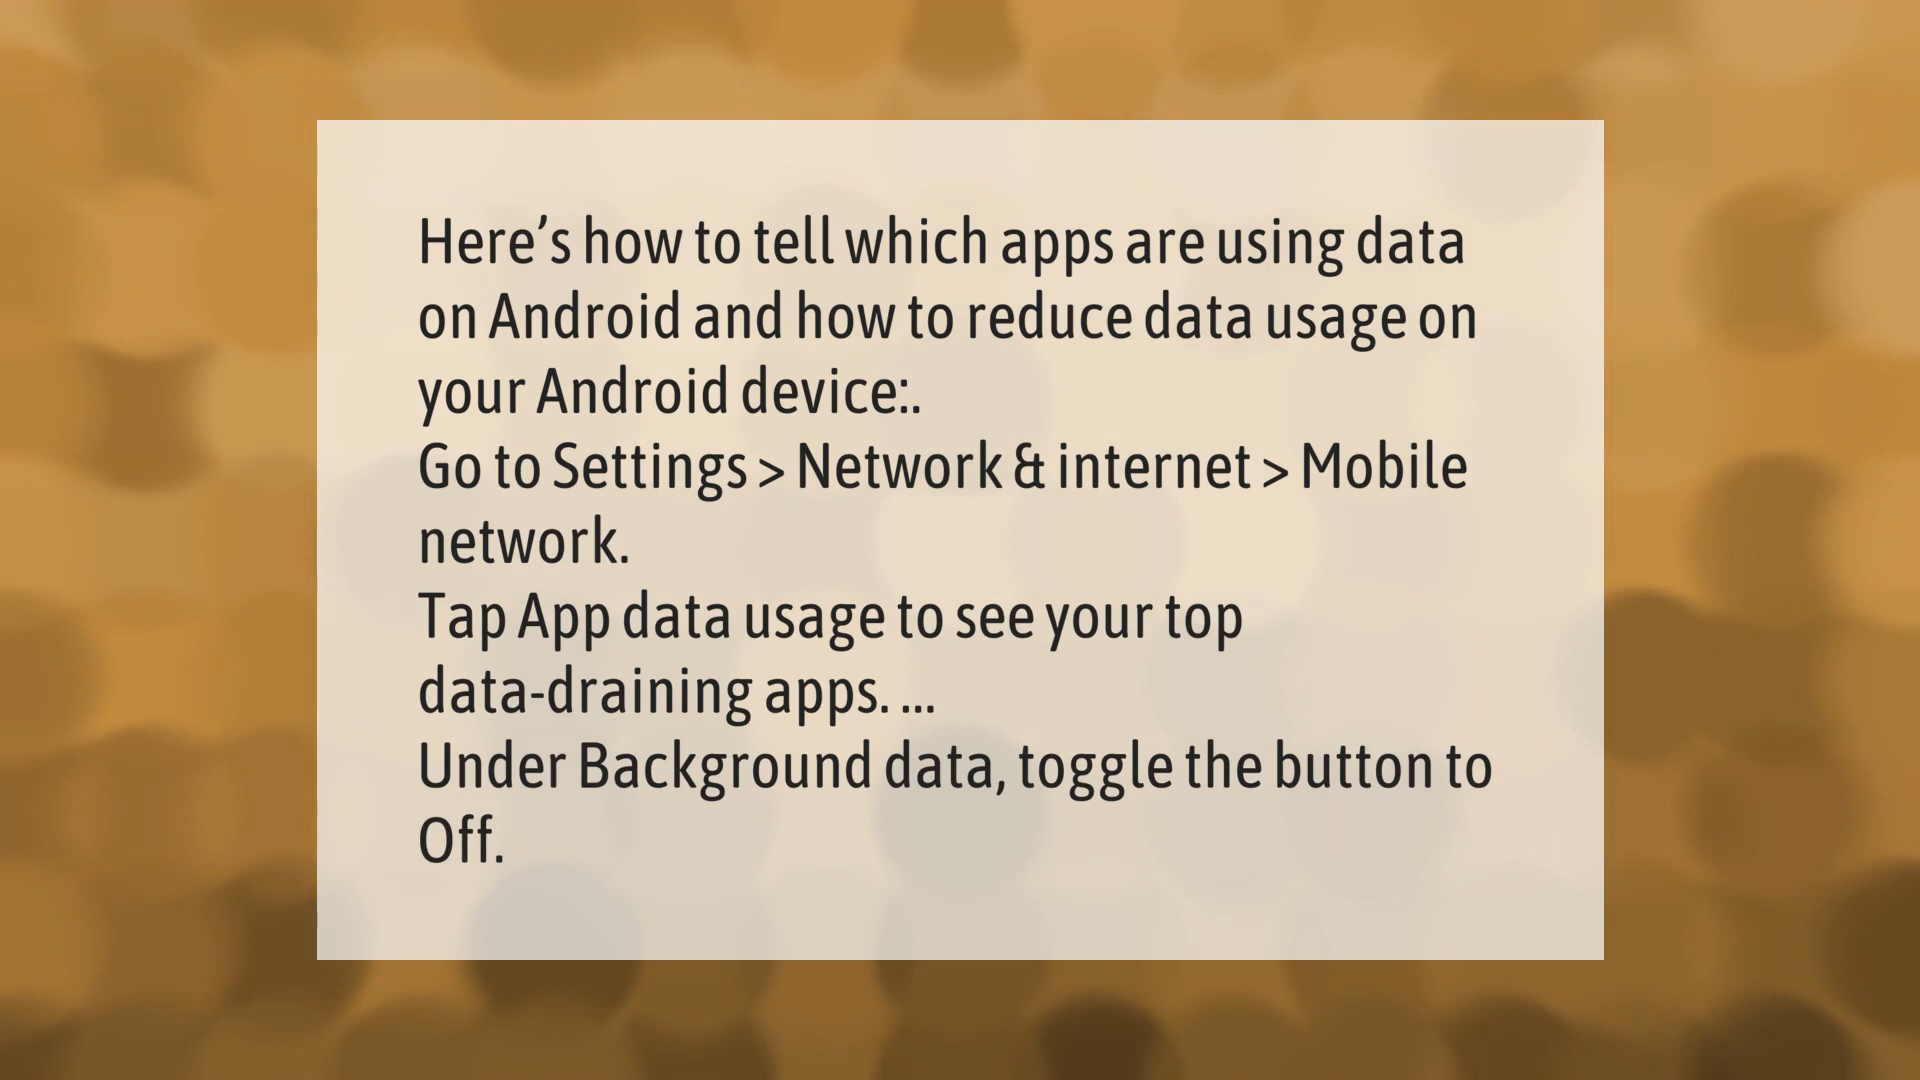 Here’s how to tell which apps are using data
on Android and how to reduce data usage on
your Android device:.
Go to Settings > Network & internet > Mobile
network.
Tap App data usage to see your top
data-draining apps. ...
Under Background data, toggle the button to
Off.